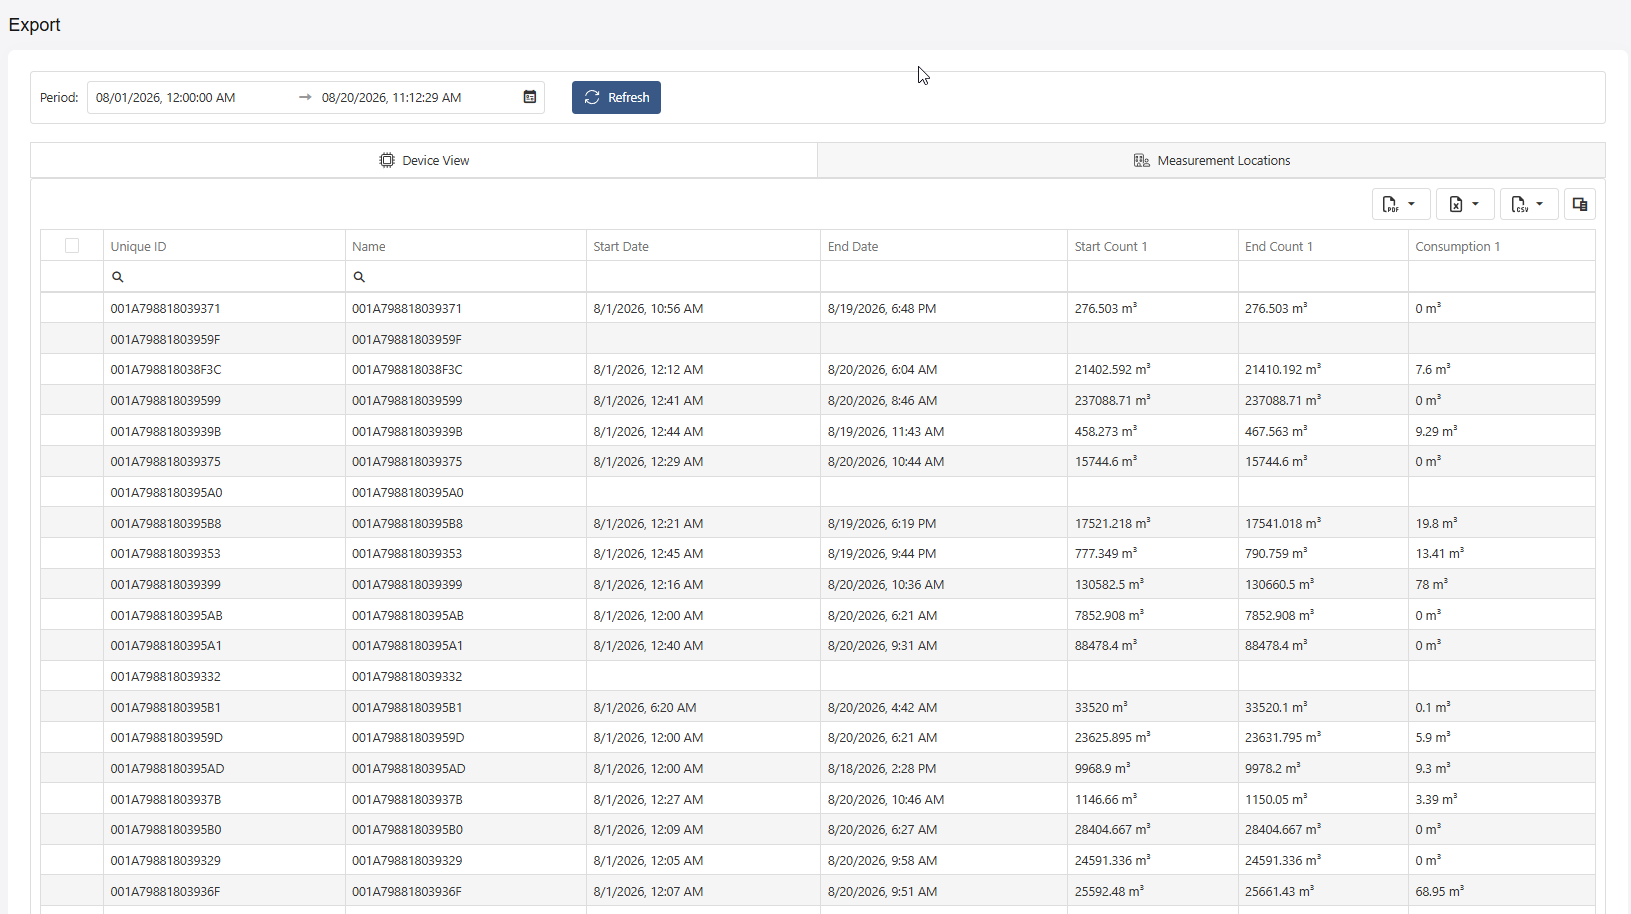 Export
Period: 08/01/2026, 12:00:00 AM → 08/20/2026, 11:12:29 AM Refresh
Device View Measurement Locations
PDF X CSV
Unique ID Name Start Date End Date Start Count 1 End Count 1 Consumption 1
001A798818039371 001A798818039371 8/1/2026, 10:56 AM 8/19/2026, 6:48 PM 276.503 m³ 276.503 m³ 0 m³
001A79881803959F 001A79881803959F
001A798818038F3C 001A798818038F3C 8/1/2026, 12:12 AM 8/20/2026, 6:04 AM 21402.592 m³ 21410.192 m³ 7.6 m³
001A798818039599 001A798818039599 8/1/2026, 12:41 AM 8/20/2026, 8:46 AM 237088.71 m³ 237088.71 m³ 0 m³
001A79881803939B 001A79881803939B 8/1/2026, 12:44 AM 8/19/2026, 11:43 AM 458.273 m³ 467.563 m³ 9.29 m³
001A798818039375 001A798818039375 8/1/2026, 12:29 AM 8/20/2026, 10:44 AM 15744.6 m³ 15744.6 m³ 0 m³
001A7988180395A0 001A7988180395A0
001A7988180395B8 001A7988180395B8 8/1/2026, 12:21 AM 8/19/2026, 6:19 PM 17521.218 m³ 17541.018 m³ 19.8 m³
001A798818039353 001A798818039353 8/1/2026, 12:45 AM 8/19/2026, 9:44 PM 777.349 m³ 790.759 m³ 13.41 m³
001A798818039399 001A798818039399 8/1/2026, 12:16 AM 8/20/2026, 10:36 AM 130582.5 m³ 130660.5 m³ 78 m³
001A7988180395AB 001A7988180395AB 8/1/2026, 12:00 AM 8/20/2026, 6:21 AM 7852.908 m³ 7852.908 m³ 0 m³
001A7988180395A1 001A7988180395A1 8/1/2026, 12:40 AM 8/20/2026, 9:31 AM 88478.4 m³ 88478.4 m³ 0 m³
001A798818039332 001A798818039332
001A7988180395B1 001A7988180395B1 8/1/2026, 6:20 AM 8/20/2026, 4:42 AM 33520 m³ 33520.1 m³ 0.1 m³
001A79881803959D 001A79881803959D 8/1/2026, 12:00 AM 8/20/2026, 6:21 AM 23625.895 m³ 23631.795 m³ 5.9 m³
001A7988180395AD 001A7988180395AD 8/1/2026, 12:00 AM 8/18/2026, 2:28 PM 9968.9 m³ 9978.2 m³ 9.3 m³
001A79881803937B 001A79881803937B 8/1/2026, 12:27 AM 8/20/2026, 10:46 AM 1146.66 m³ 1150.05 m³ 3.39 m³
001A7988180395B0 001A7988180395B0 8/1/2026, 12:09 AM 8/20/2026, 6:27 AM 28404.667 m³ 28404.667 m³ 0 m³
001A798818039329 001A798818039329 8/1/2026, 12:05 AM 8/20/2026, 9:58 AM 24591.336 m³ 24591.336 m³ 0 m³
001A79881803936F 001A79881803936F 8/1/2026, 12:07 AM 8/20/2026, 9:51 AM 25592.48 m³ 25661.43 m³ 68.95 m³